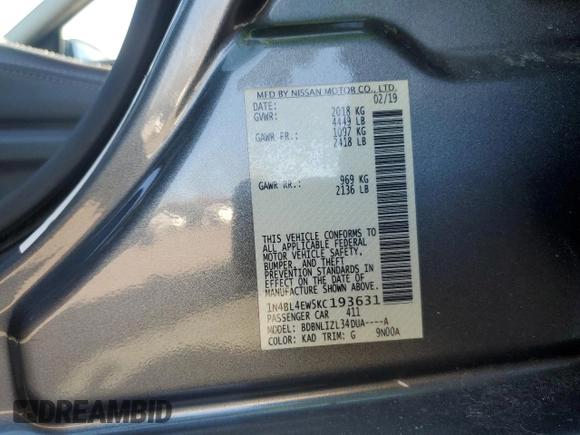 MFD BY NISSAN MOTOR CO., LTD.
DATE: 02/19
GVWR: 2018 KG
4449 LB
GAWR FR.: 1097 KG
2418 LB
GAWR RR.: 969 KG
2136 LB
THIS VEHICLE CONFORMS TO
ALL APPLICABLE FEDERAL
MOTOR VEHICLE SAFETY,
BUMPER, AND THEFT
PREVENTION STANDARDS IN
EFFECT ON THE DATE OF
MANUFACTURE SHOWN ABOVE.
1N4BL4EW5KC193631
PASSENGER CAR 411
MODEL: BDBNLIZL34DUA----A
COLOR: KAD TRIM: G 9N00A
DREAMBID